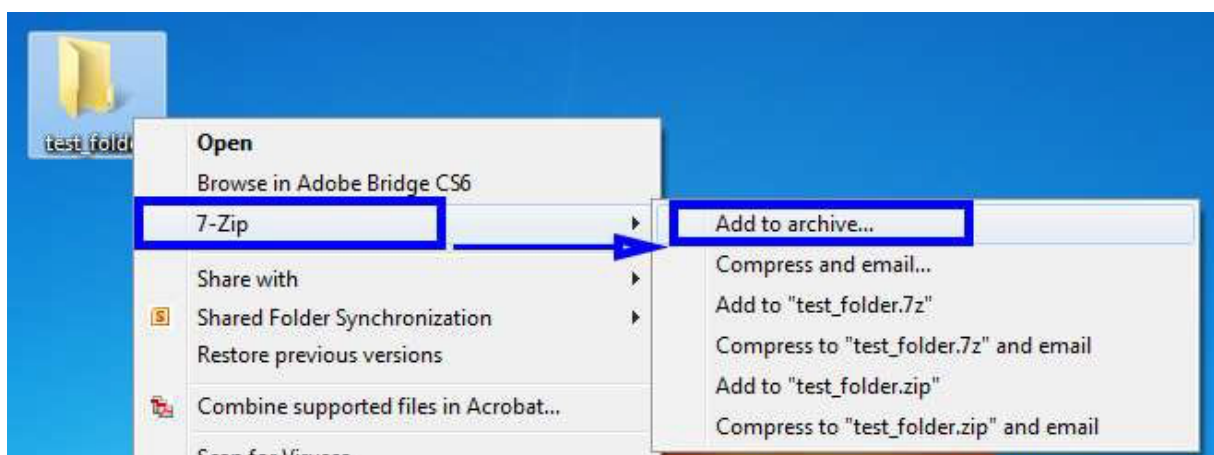 Open
Browse in Adobe Bridge CS6
7-Zip
Share with
Shared Folder Synchronization
Restore previous versions
Combine supported files in Acrobat...
Add to archive...
Compress and email...
Add to "test_folder.7z"
Compress to "test_folder.7z" and email
Add to "test_folder.zip"
Compress to "test_folder.zip" and email